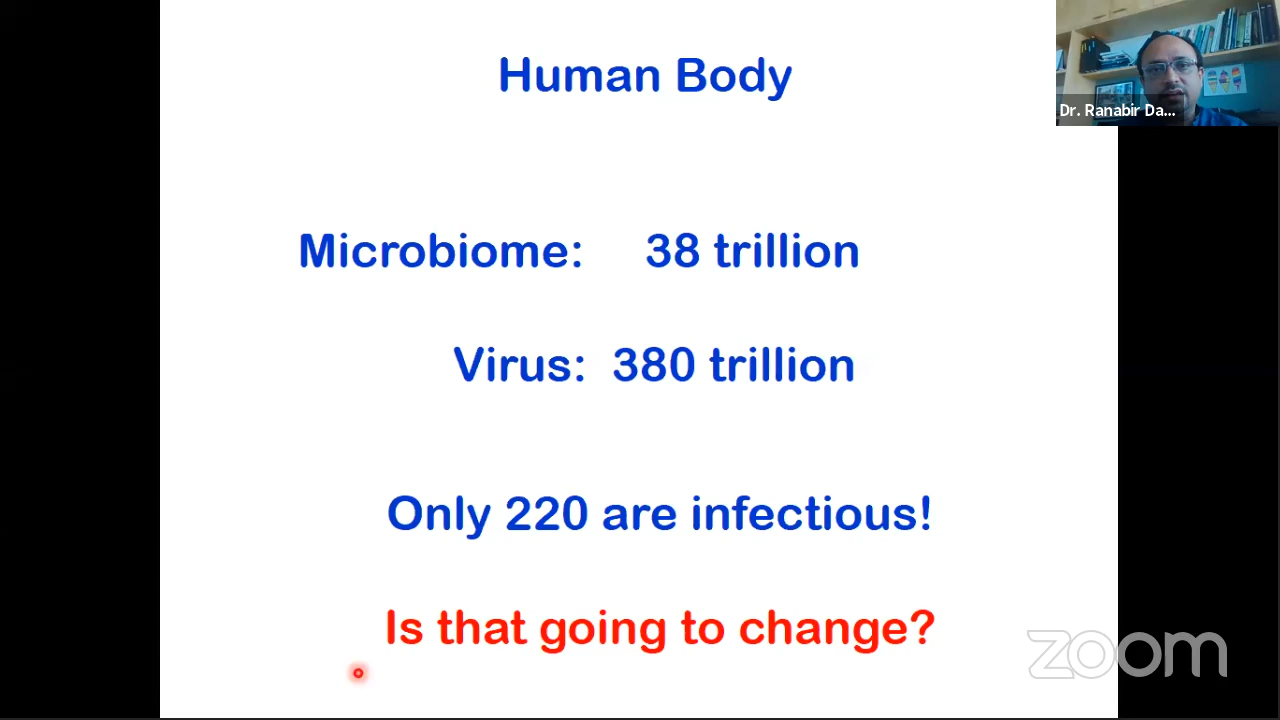 Human Body
Dr. Ranabir Da...
Microbiome: 38 trillion
Virus: 380 trillion
Only 220 are infectious!
Is that going to change?
zoom